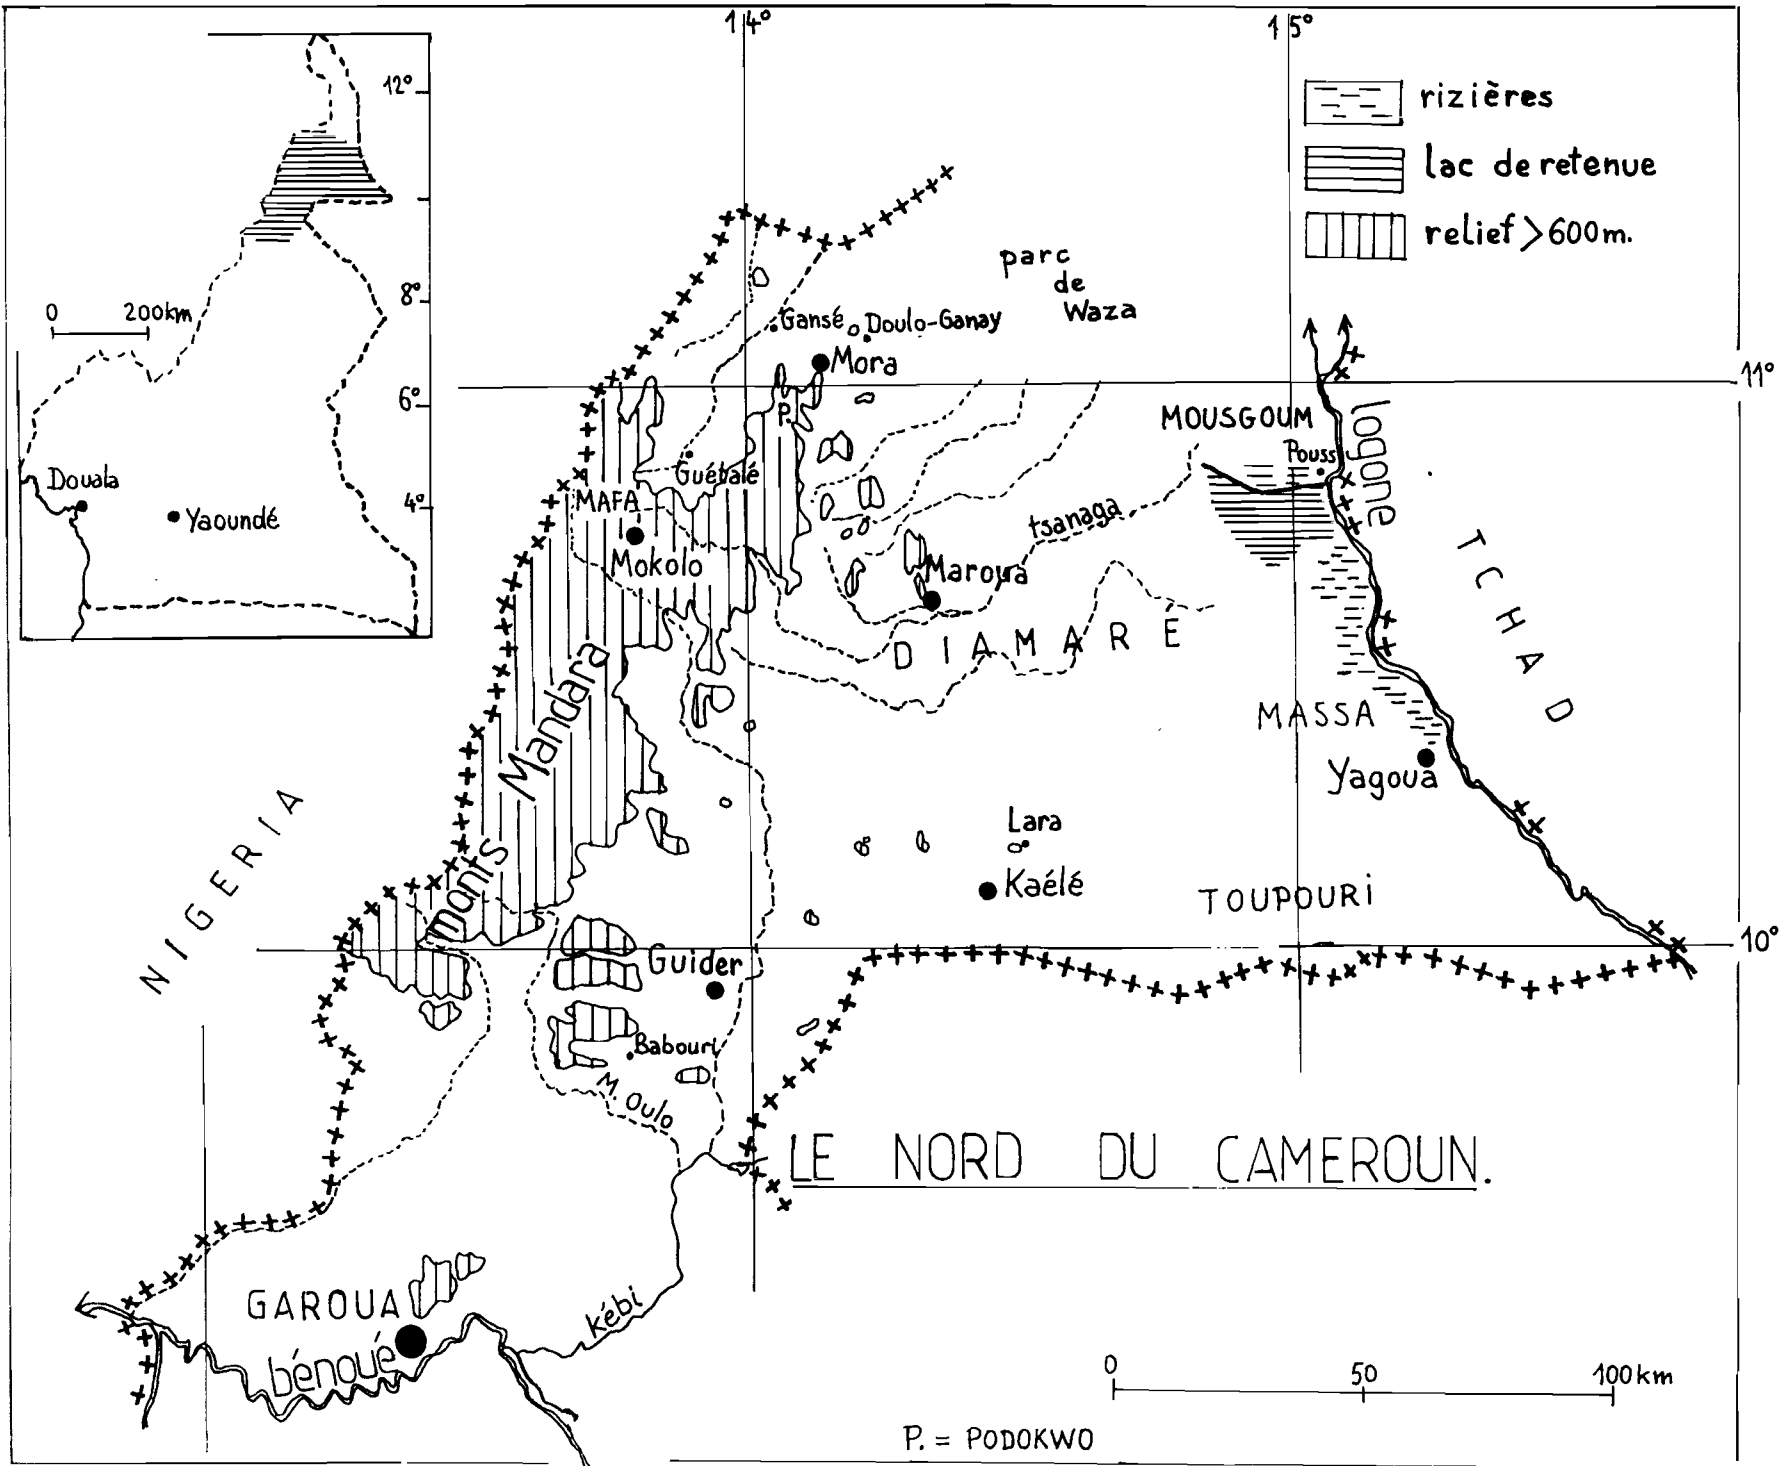 14°
15°
12°
8°
6°
4°
0 200km
Douala
Yaoundé
rizières
lac de retenue
relief >600m.
parc
de
Waza
Gansé
Doulo-Ganay
Mora
11°
P.
MOUSGOUM
Pouss
logone
Guétalé
MAFA
Mokolo
tsanaga
Maroua
DIAMARE
TCHAD
MASSA
Yagoua
monts Mandara
NIGERIA
Lara
Kaélé
TOUPOURI
10°
Guider
Babouri
M. Oulo
LE NORD DU CAMEROUN.
GAROUA
bénoué
kébi
0 50 100km
P. = PODOKWO